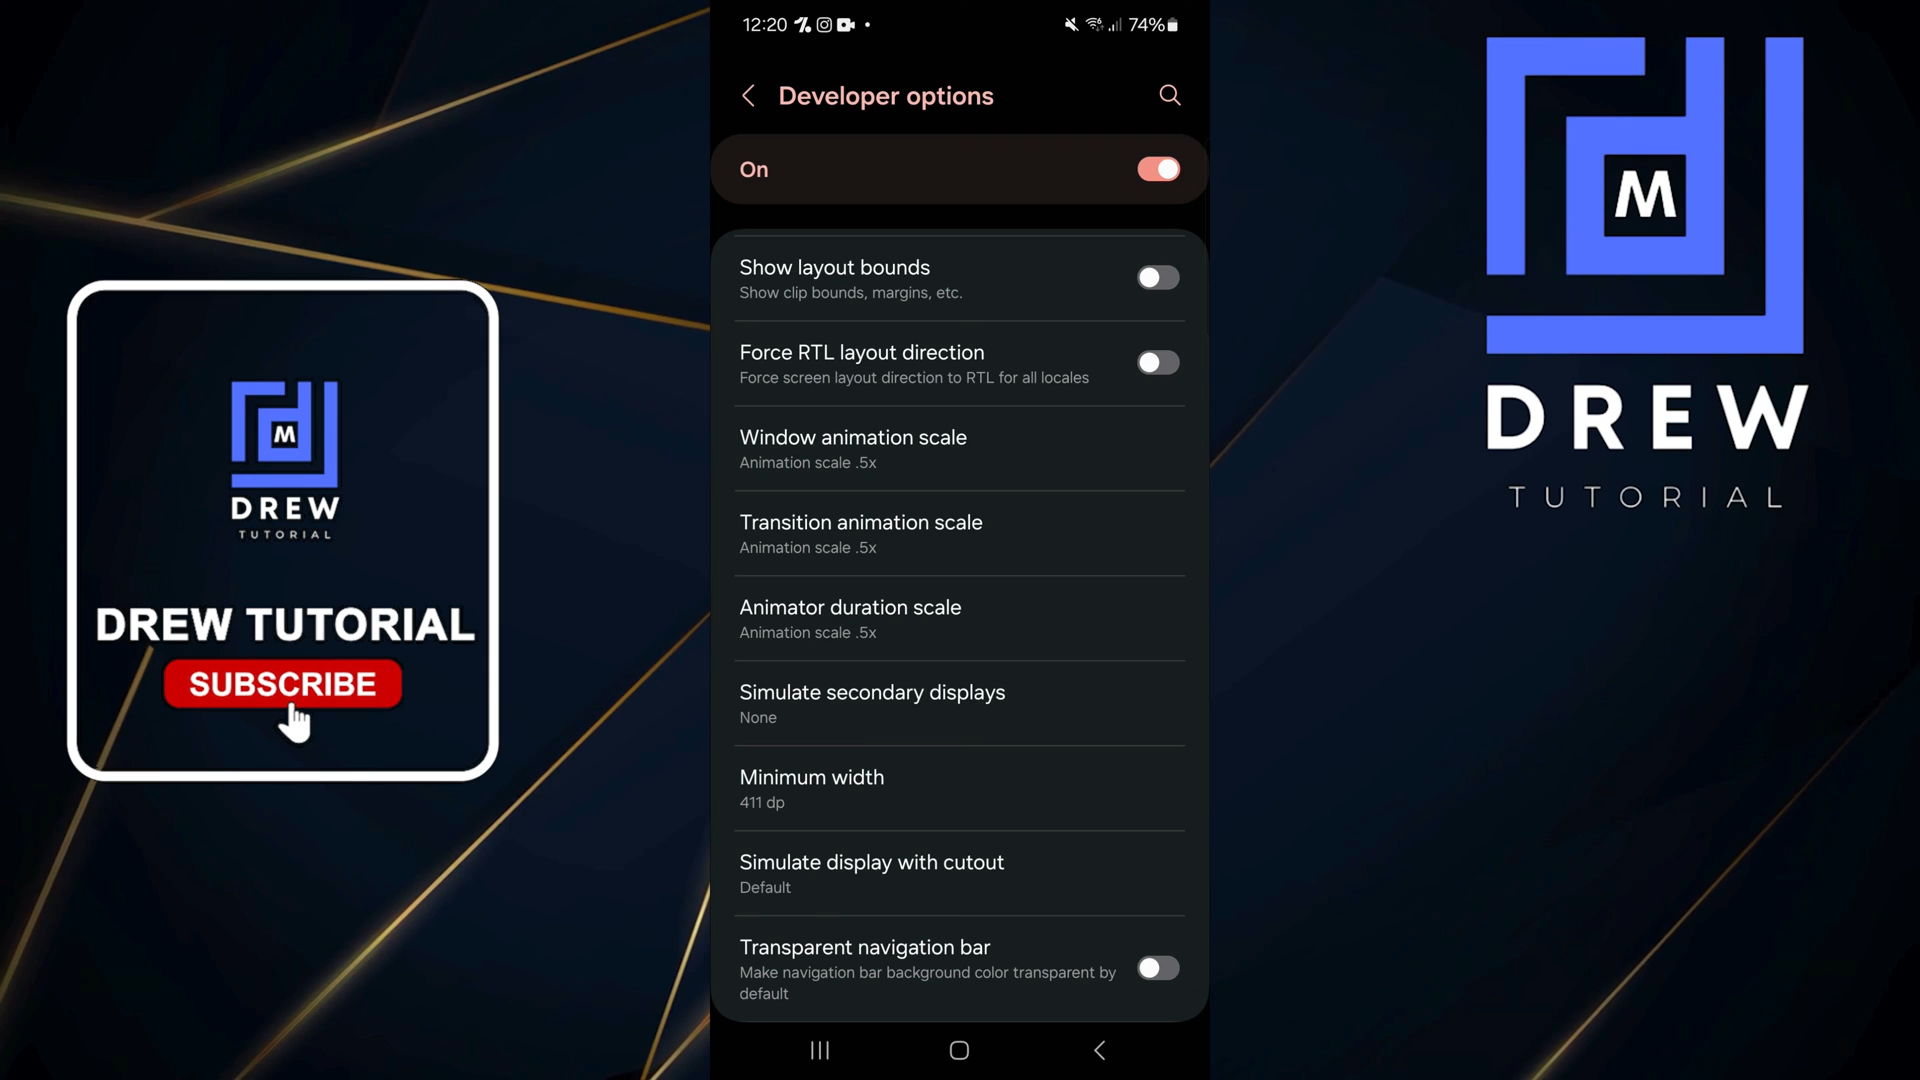 12:20
74%
Developer options
On
Show layout bounds
Show clip bounds, margins, etc.
Force RTL layout direction
Force screen layout direction to RTL for all locales
Window animation scale
Animation scale .5x
Transition animation scale
Animation scale .5x
Animator duration scale
Animation scale .5x
Simulate secondary displays
None
Minimum width
411 dp
Simulate display with cutout
Default
Transparent navigation bar
Make navigation bar background color transparent by
default
M
DREW
TUTORIAL
DREW TUTORIAL
SUBSCRIBE
M
DREW
TUTORIAL